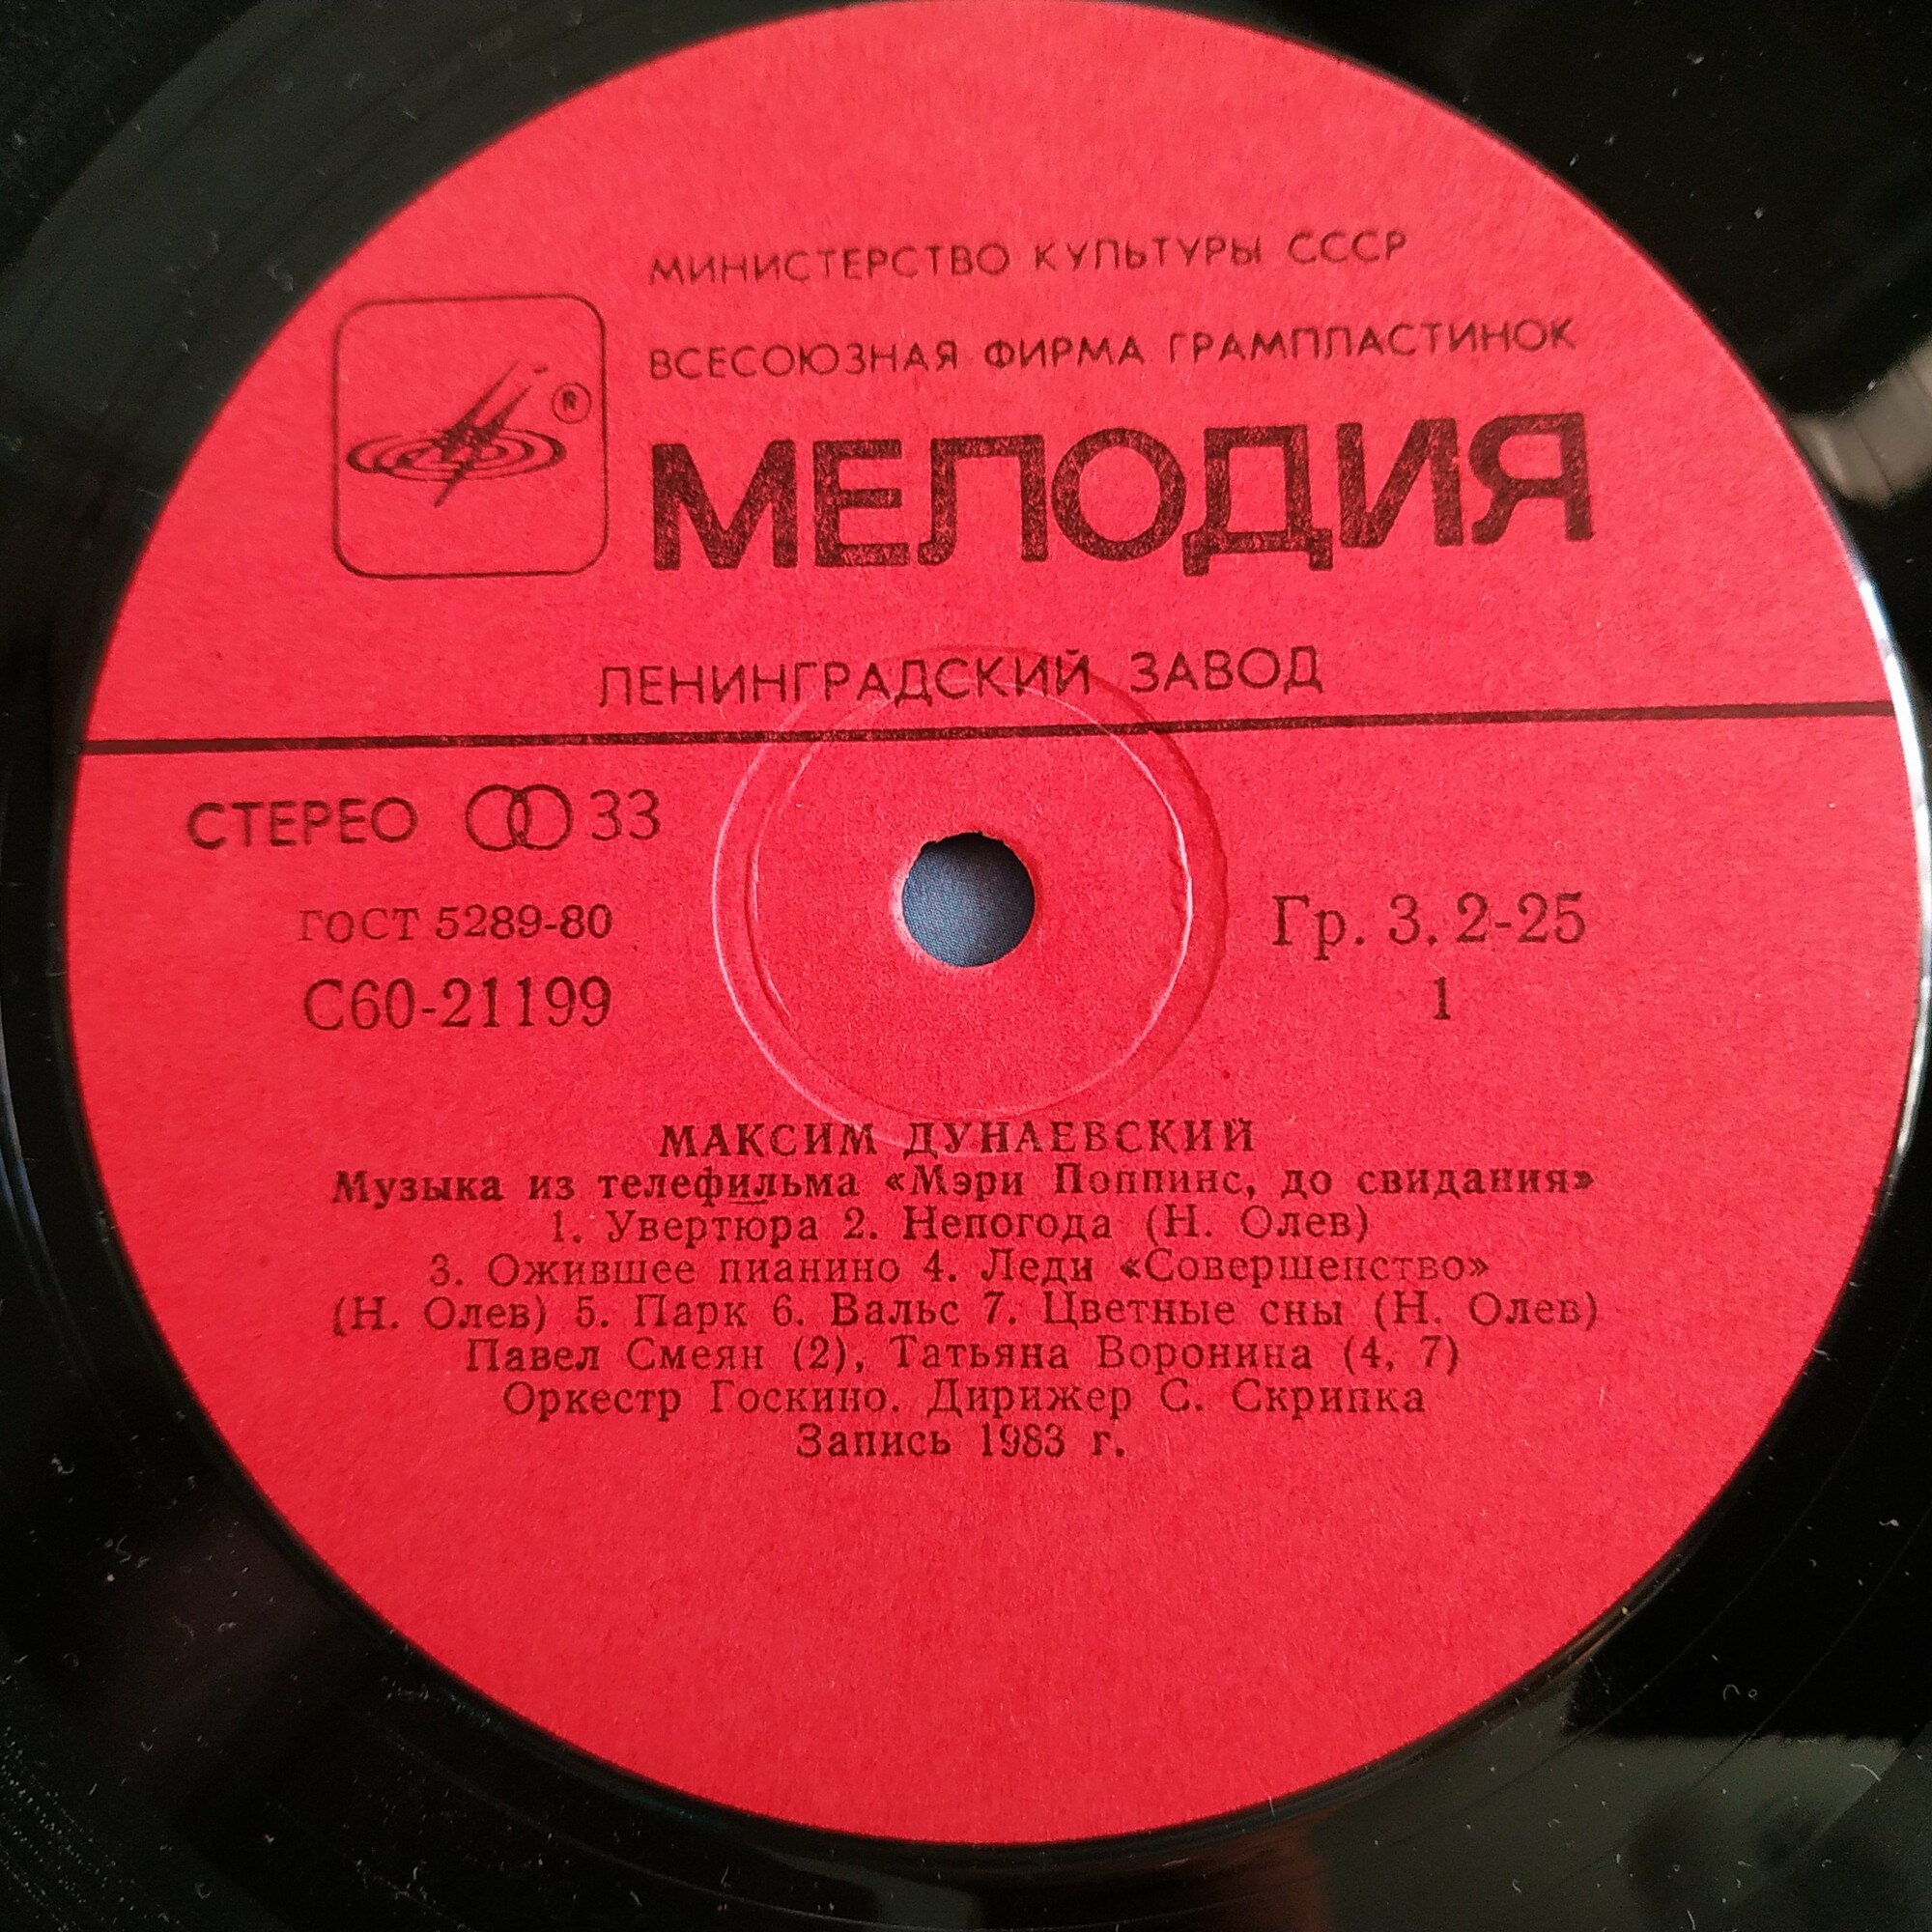 МИНИСТЕРСТВО КУЛЬТУРЫ СССР
ВСЕСОЮЗНАЯ ФИРМА ГРАМПЛАСТИНОК
®
МЕЛОДИЯ
ЛЕНИНГРАДСКИЙ ЗАВОД
СТЕРЕО 33
ГОСТ 5289-80
Гр. 3. 2-25
С60-21199
1
МАКСИМ ДУНАЕВСКИЙ
Музыка из телефильма «Мэри Поппинс, до свидания»
1. Увертюра 2. Непогода (Н. Олев)
3. Ожившее пианино 4. Леди «Совершенство»
(Н. Олев) 5. Парк 6. Вальс 7. Цветные сны (Н. Олев)
Павел Смеян (2), Татьяна Воронина (4, 7)
Оркестр Госкино. Дирижер С. Скрипка
Запись 1983 г.